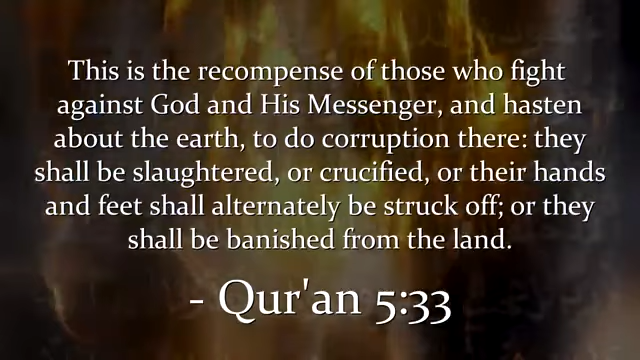 This is the recompense of those who fight
against God and His Messenger, and hasten
about the earth, to do corruption there: they
shall be slaughtered, or crucified, or their hands
and feet shall alternately be struck off; or they
shall be banished from the land.
- Qur'an 5:33